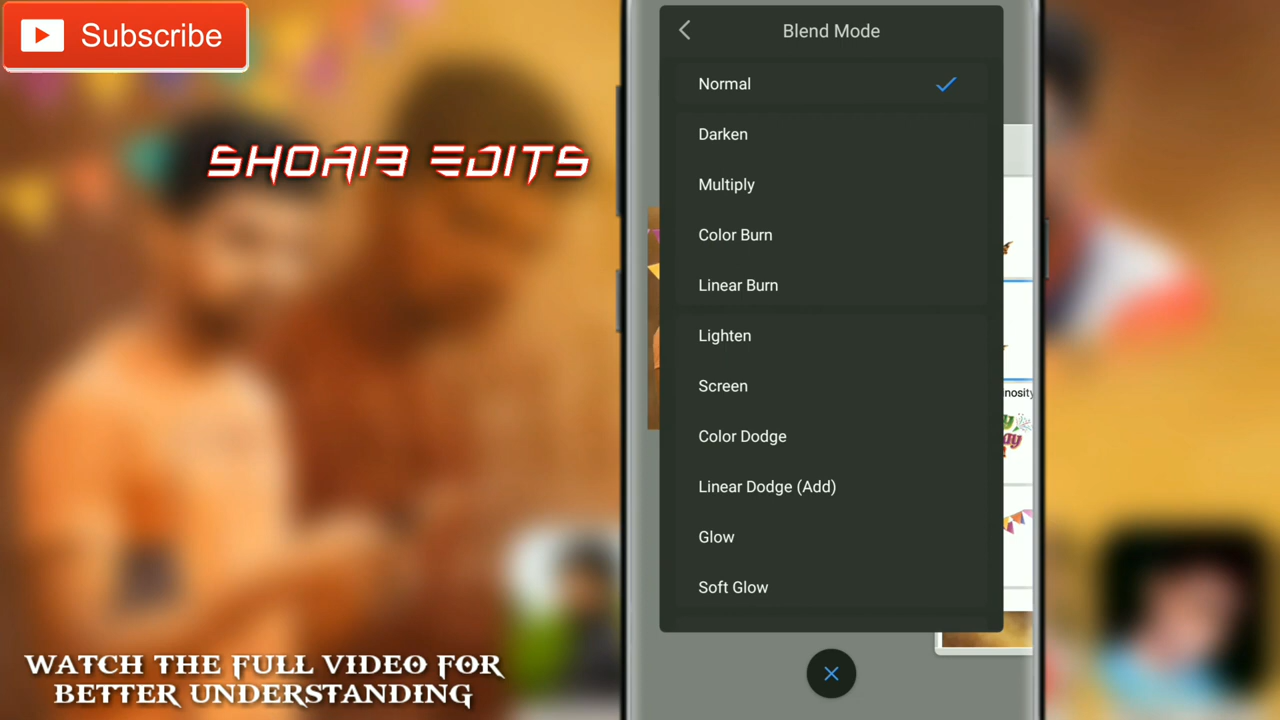 Subscribe
SHOAIB EDITS
WATCH THE FULL VIDEO FOR
BETTER UNDERSTANDING
Blend Mode
Normal
Darken
Multiply
Color Burn
Linear Burn
Lighten
Screen
Color Dodge
Linear Dodge (Add)
Glow
Soft Glow